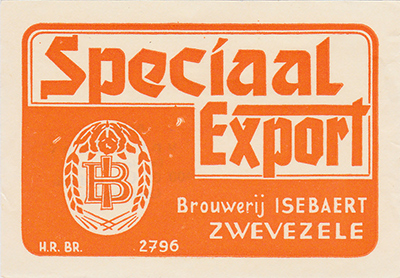 Speciaal
Export
IB
Brouwerij ISEBAERT
ZWEVEZELE
H.R. BR. 2796